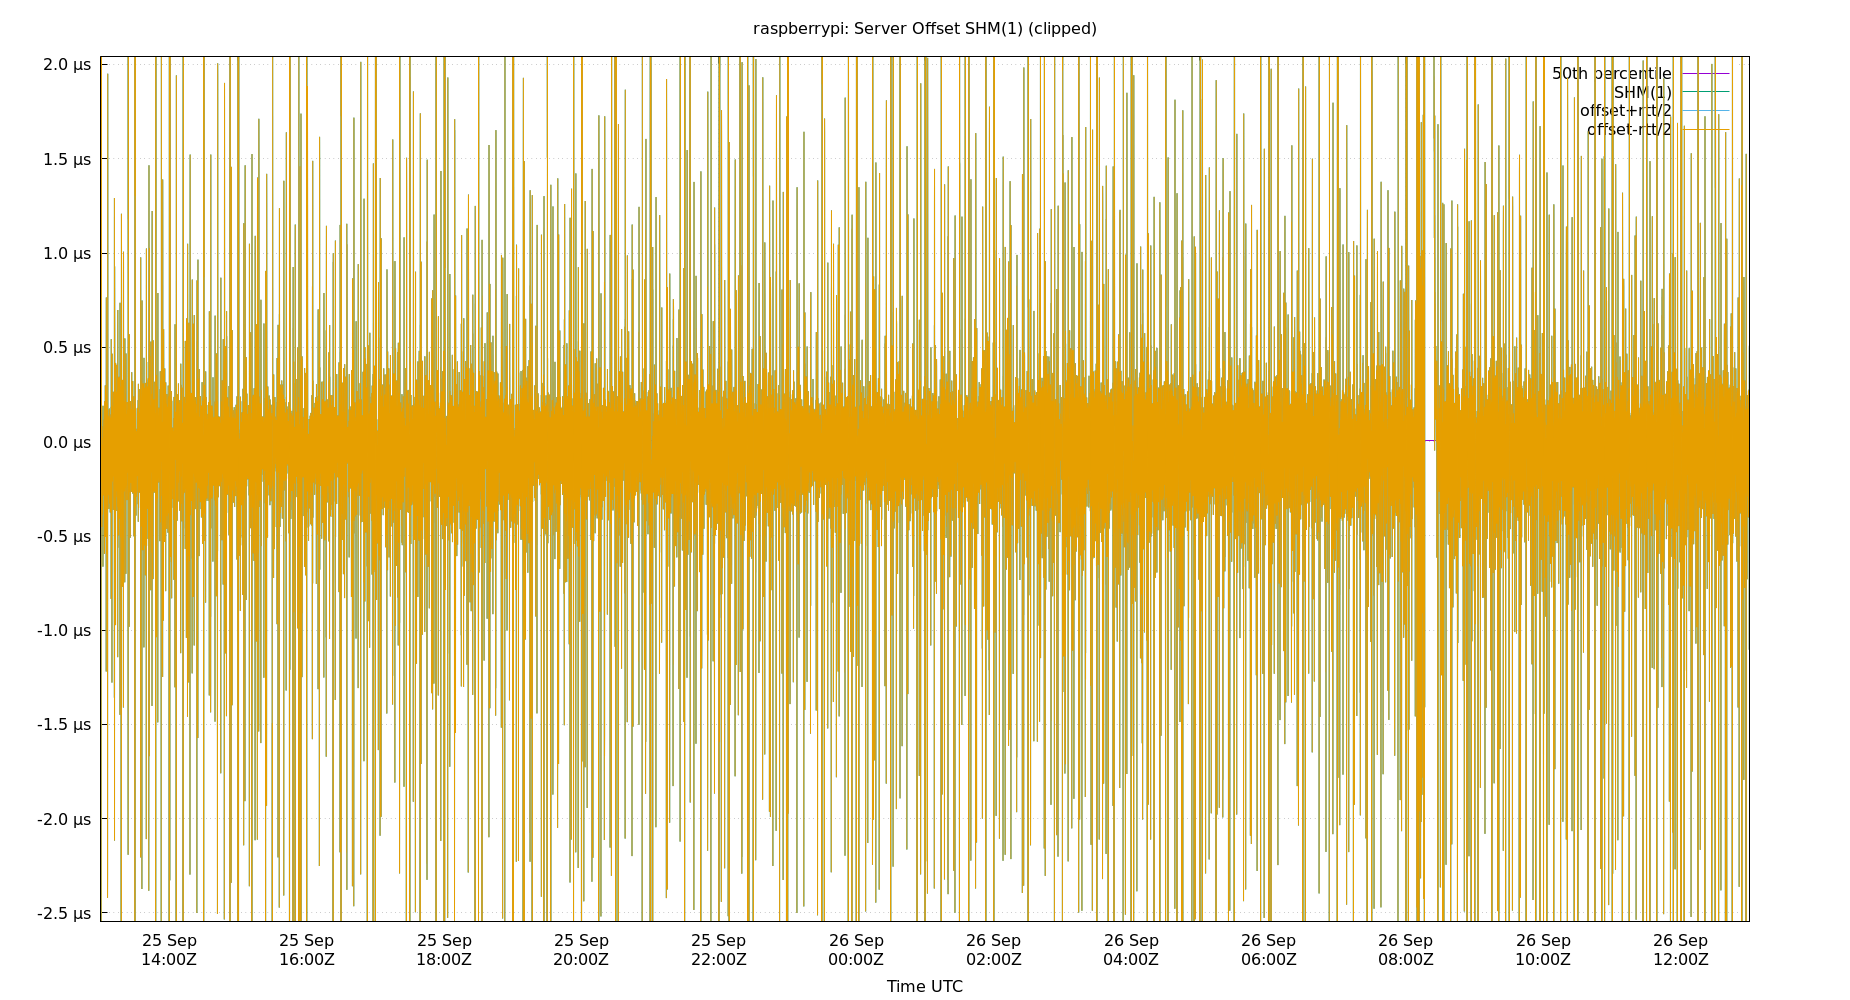 raspberrypi: Server Offset SHM(1) (clipped)
2.0 µs
1.5 µs
1.0 µs
0.5 µs
0.0 µs
-0.5 µs
-1.0 µs
-1.5 µs
-2.0 µs
-2.5 µs
50th percentile
SHM(1)
offset+rtt/2
offset-rtt/2
25 Sep 25 Sep 25 Sep 25 Sep 25 Sep 26 Sep 26 Sep 26 Sep 26 Sep 26 Sep 26 Sep 26 Sep
14:00Z 16:00Z 18:00Z 20:00Z 22:00Z 00:00Z 02:00Z 04:00Z 06:00Z 08:00Z 10:00Z 12:00Z
Time UTC